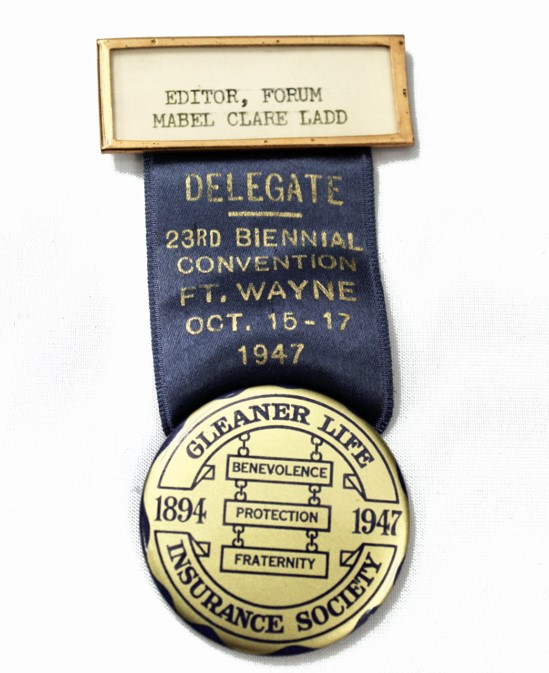 EDITOR, FORUM
MABEL CLARE LADD
DELEGATE
23RD BIENNIAL
CONVENTION
FT. WAYNE
OCT. 15-17
1947
GLEANER LIFE
BENEVOLENCE
1894 PROTECTION 1947
FRATERNITY
INSURANCE SOCIETY